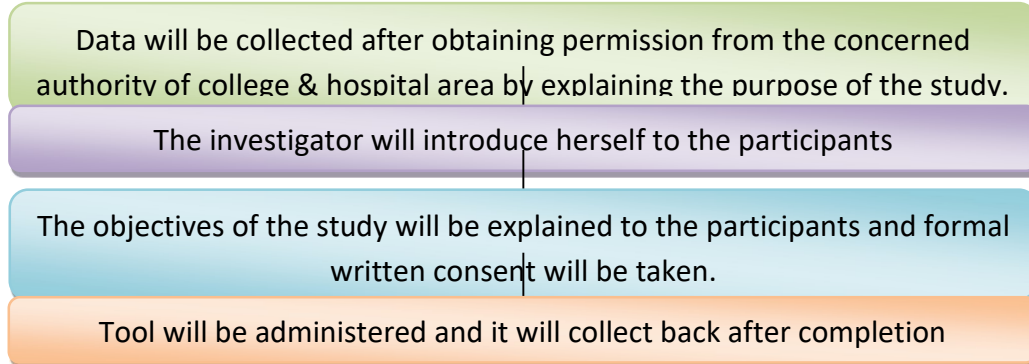 Data will be collected after obtaining permission from the concerned
authority of college & hospital area by explaining the purpose of the study.
The investigator will introduce herself to the participants
The objectives of the study will be explained to the participants and formal
written consent will be taken.
Tool will be administered and it will collect back after completion